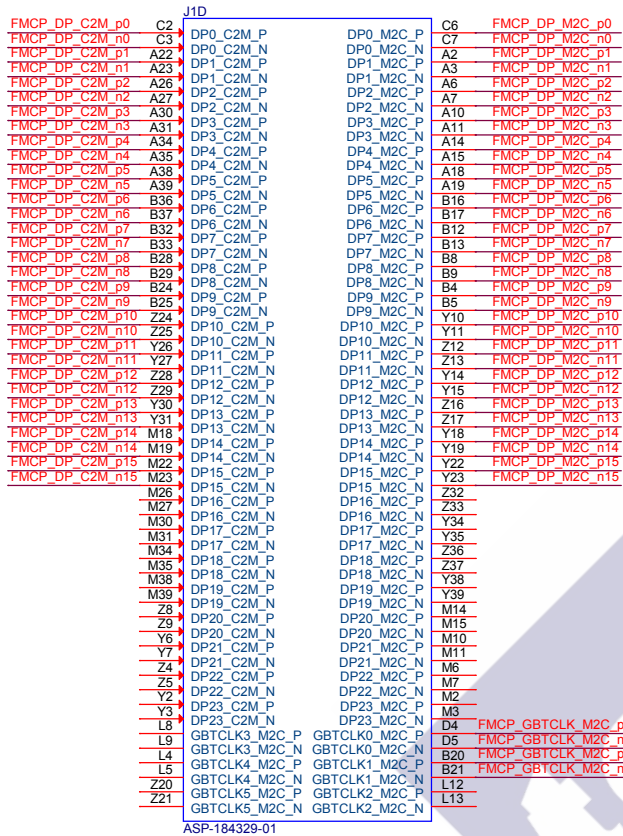 J1D
FMCP_DP_C2M_p0 C2 DP0_C2M_P DP0_M2C_P C6 FMCP_DP_M2C_p0
FMCP_DP_C2M_n0 C3 DP0_C2M_N DP0_M2C_N C7 FMCP_DP_M2C_n0
FMCP_DP_C2M_p1 A22 DP1_C2M_P DP1_M2C_P A2 FMCP_DP_M2C_p1
FMCP_DP_C2M_n1 A23 DP1_C2M_N DP1_M2C_N A3 FMCP_DP_M2C_n1
FMCP_DP_C2M_p2 A26 DP2_C2M_P DP2_M2C_P A6 FMCP_DP_M2C_p2
FMCP_DP_C2M_n2 A27 DP2_C2M_N DP2_M2C_N A7 FMCP_DP_M2C_n2
FMCP_DP_C2M_p3 A30 DP3_C2M_P DP3_M2C_P A10 FMCP_DP_M2C_p3
FMCP_DP_C2M_n3 A31 DP3_C2M_N DP3_M2C_N A11 FMCP_DP_M2C_n3
FMCP_DP_C2M_p4 A34 DP4_C2M_P DP4_M2C_P A14 FMCP_DP_M2C_p4
FMCP_DP_C2M_n4 A35 DP4_C2M_N DP4_M2C_N A15 FMCP_DP_M2C_n4
FMCP_DP_C2M_p5 A38 DP5_C2M_P DP5_M2C_P A18 FMCP_DP_M2C_p5
FMCP_DP_C2M_n5 A39 DP5_C2M_N DP5_M2C_N A19 FMCP_DP_M2C_n5
FMCP_DP_C2M_p6 B36 DP6_C2M_P DP6_M2C_P B16 FMCP_DP_M2C_p6
FMCP_DP_C2M_n6 B37 DP6_C2M_N DP6_M2C_N B17 FMCP_DP_M2C_n6
FMCP_DP_C2M_p7 B32 DP7_C2M_P DP7_M2C_P B12 FMCP_DP_M2C_p7
FMCP_DP_C2M_n7 B33 DP7_C2M_N DP7_M2C_N B13 FMCP_DP_M2C_n7
FMCP_DP_C2M_p8 B28 DP8_C2M_P DP8_M2C_P B8 FMCP_DP_M2C_p8
FMCP_DP_C2M_n8 B29 DP8_C2M_N DP8_M2C_N B9 FMCP_DP_M2C_n8
FMCP_DP_C2M_p9 B24 DP9_C2M_P DP9_M2C_P B4 FMCP_DP_M2C_p9
FMCP_DP_C2M_n9 B25 DP9_C2M_N DP9_M2C_N B5 FMCP_DP_M2C_n9
FMCP_DP_C2M_p10 Z24 DP10_C2M_P DP10_M2C_P Y10 FMCP_DP_M2C_p10
FMCP_DP_C2M_n10 Z25 DP10_C2M_N DP10_M2C_N Y11 FMCP_DP_M2C_n10
FMCP_DP_C2M_p11 Y26 DP11_C2M_P DP11_M2C_P Z12 FMCP_DP_M2C_p11
FMCP_DP_C2M_n11 Y27 DP11_C2M_N DP11_M2C_N Z13 FMCP_DP_M2C_n11
FMCP_DP_C2M_p12 Z28 DP12_C2M_P DP12_M2C_P Y14 FMCP_DP_M2C_p12
FMCP_DP_C2M_n12 Z29 DP12_C2M_N DP12_M2C_N Y15 FMCP_DP_M2C_n12
FMCP_DP_C2M_p13 Y30 DP13_C2M_P DP13_M2C_P Z16 FMCP_DP_M2C_p13
FMCP_DP_C2M_n13 Y31 DP13_C2M_N DP13_M2C_N Z17 FMCP_DP_M2C_n13
FMCP_DP_C2M_p14 M18 DP14_C2M_P DP14_M2C_P Y18 FMCP_DP_M2C_p14
FMCP_DP_C2M_n14 M19 DP14_C2M_N DP14_M2C_N Y19 FMCP_DP_M2C_n14
FMCP_DP_C2M_p15 M22 DP15_C2M_P DP15_M2C_P Y22 FMCP_DP_M2C_p15
FMCP_DP_C2M_n15 M23 DP15_C2M_N DP15_M2C_N Y23 FMCP_DP_M2C_n15
M26 DP16_C2M_P DP16_M2C_P Z32
M27 DP16_C2M_N DP16_M2C_N Z33
M30 DP17_C2M_P DP17_M2C_P Y34
M31 DP17_C2M_N DP17_M2C_N Y35
M34 DP18_C2M_P DP18_M2C_P Z36
M35 DP18_C2M_N DP18_M2C_N Z37
M38 DP19_C2M_P DP19_M2C_P Y38
M39 DP19_C2M_N DP19_M2C_N Y39
Z8 DP20_C2M_P DP20_M2C_P M14
Z9 DP20_C2M_N DP20_M2C_N M15
Y6 DP21_C2M_P DP21_M2C_P M10
Y7 DP21_C2M_N DP21_M2C_N M11
Z4 DP22_C2M_P DP22_M2C_P M6
Z5 DP22_C2M_N DP22_M2C_N M7
Y2 DP23_C2M_P DP23_M2C_P M2
Y3 DP23_C2M_N DP23_M2C_N M3
L8 GBTCLK3_M2C_P GBTCLK0_M2C_P D4 FMCP_GBTCLK_M2C_p
L9 GBTCLK3_M2C_N GBTCLK0_M2C_N D5 FMCP_GBTCLK_M2C_n
L4 GBTCLK4_M2C_P GBTCLK1_M2C_P B20 FMCP_GBTCLK_M2C_p
L5 GBTCLK4_M2C_N GBTCLK1_M2C_N B21 FMCP_GBTCLK_M2C_n
Z20 GBTCLK5_M2C_P GBTCLK2_M2C_P L12
Z21 GBTCLK5_M2C_N GBTCLK2_M2C_N L13
ASP-184329-01